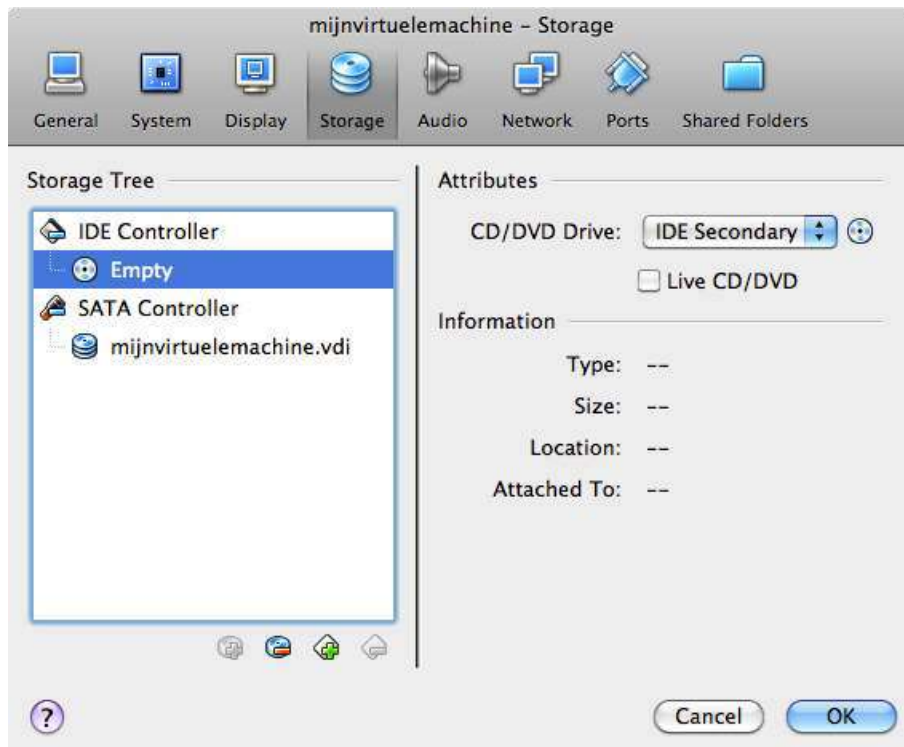 mijnvirtuelemachine – Storage
General System Display Storage Audio Network Ports Shared Folders
Storage Tree
IDE Controller
Empty
SATA Controller
mijnvirtuelemachine.vdi
Attributes
CD/DVD Drive: IDE Secondary
Live CD/DVD
Information
Type: --
Size: --
Location: --
Attached To: --
?
Cancel OK